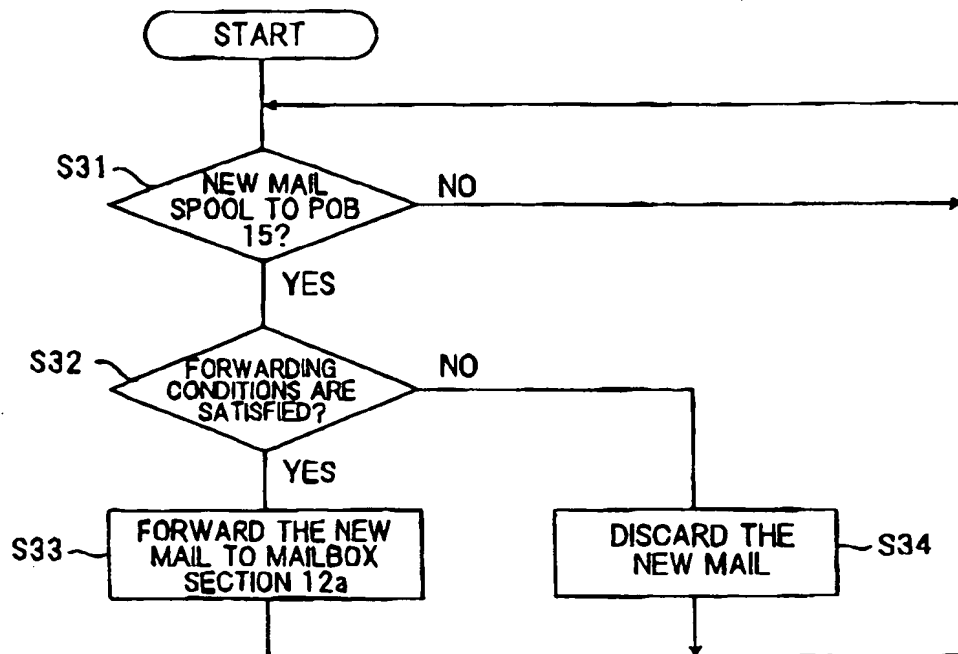 START
S31
NEW MAIL
SPOOL TO POB
15?
NO
YES
S32
FORWARDING
CONDITIONS ARE
SATISFIED?
NO
YES
S33
FORWARD THE NEW
MAIL TO MAILBOX
SECTION 12a
DISCARD THE
NEW MAIL
S34